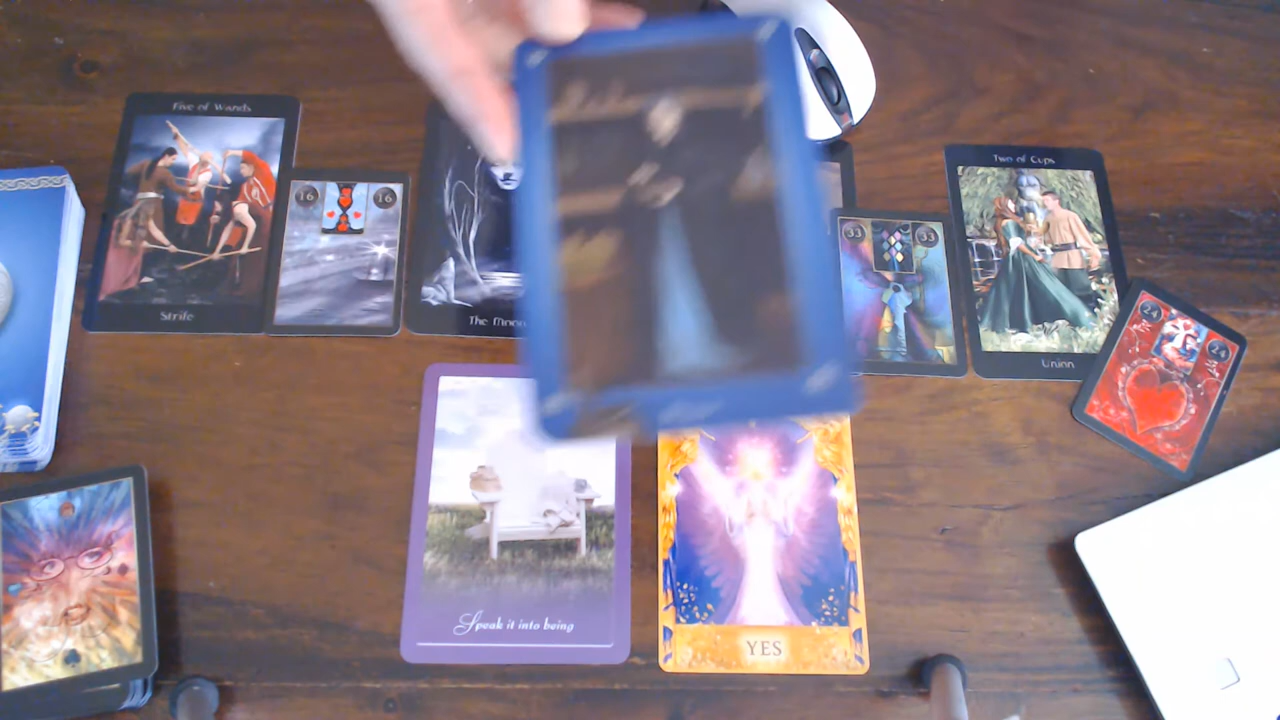 Five of Wands
16 16
Strife
The Moon
33 33
Two of Cups
Union
24
24
Speak it into being
YES